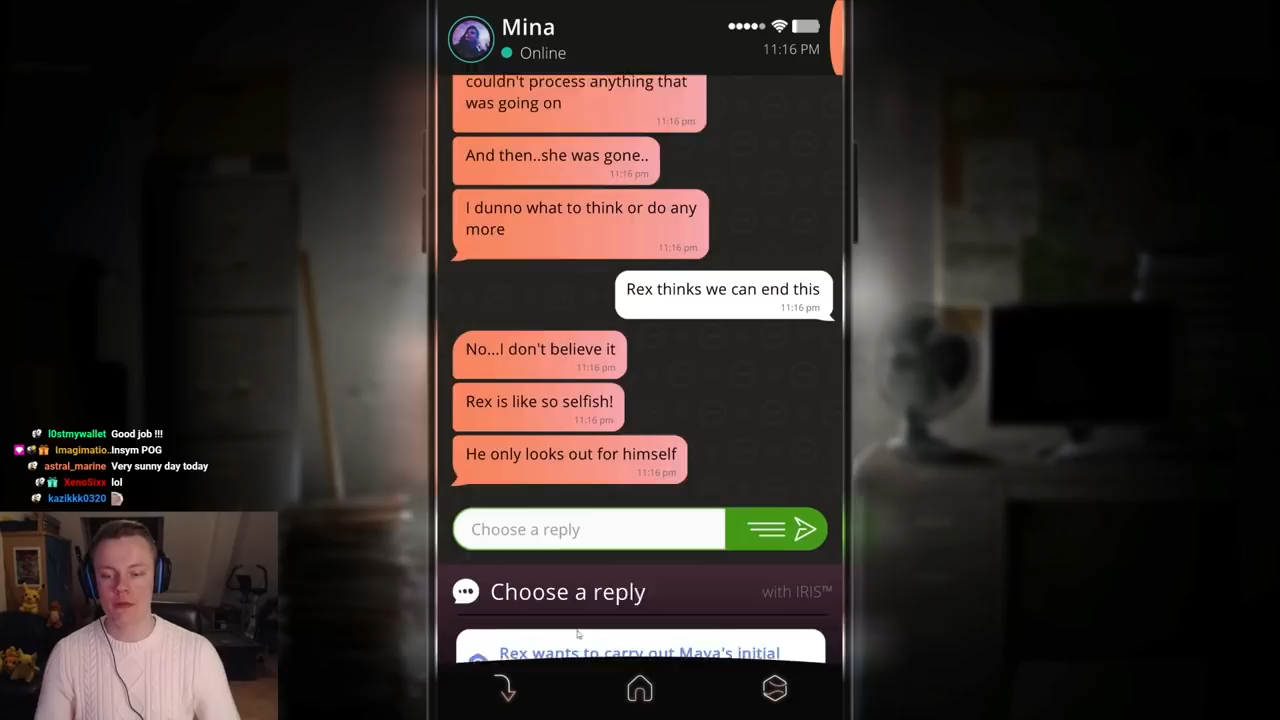 Mina
Online
11:16 PM
couldn't process anything that
was going on
11:16 pm
And then..she was gone..
11:16 pm
I dunno what to think or do any
more
11:16 pm
Rex thinks we can end this
11:16 pm
No...I don't believe it
11:16 pm
Rex is like so selfish!
11:16 pm
He only looks out for himself
11:16 pm
Choose a reply
Choose a reply
with IRIS™
Rex wants to carry out Maya's initial
l0stmywallet Good job !!!
Imagimatio.. Insym POG
astral_marine Very sunny day today
XenoSixx lol
kazikkk0320